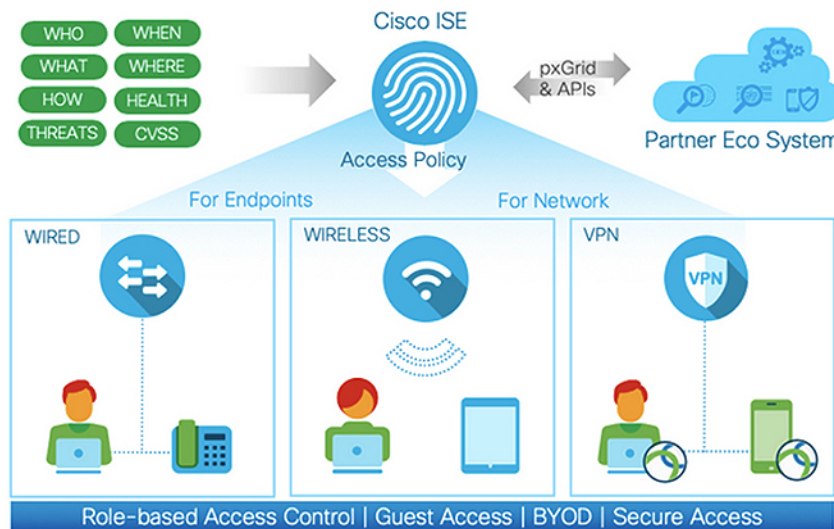 Cisco ISE
WHO
WHEN
WHAT
WHERE
HOW
HEALTH
THREATS
CVSS
pxGrid
& APIs
Partner Eco System
Access Policy
For Endpoints
For Network
WIRED
WIRELESS
VPN
VPN
Role-based Access Control | Guest Access | BYOD | Secure Access